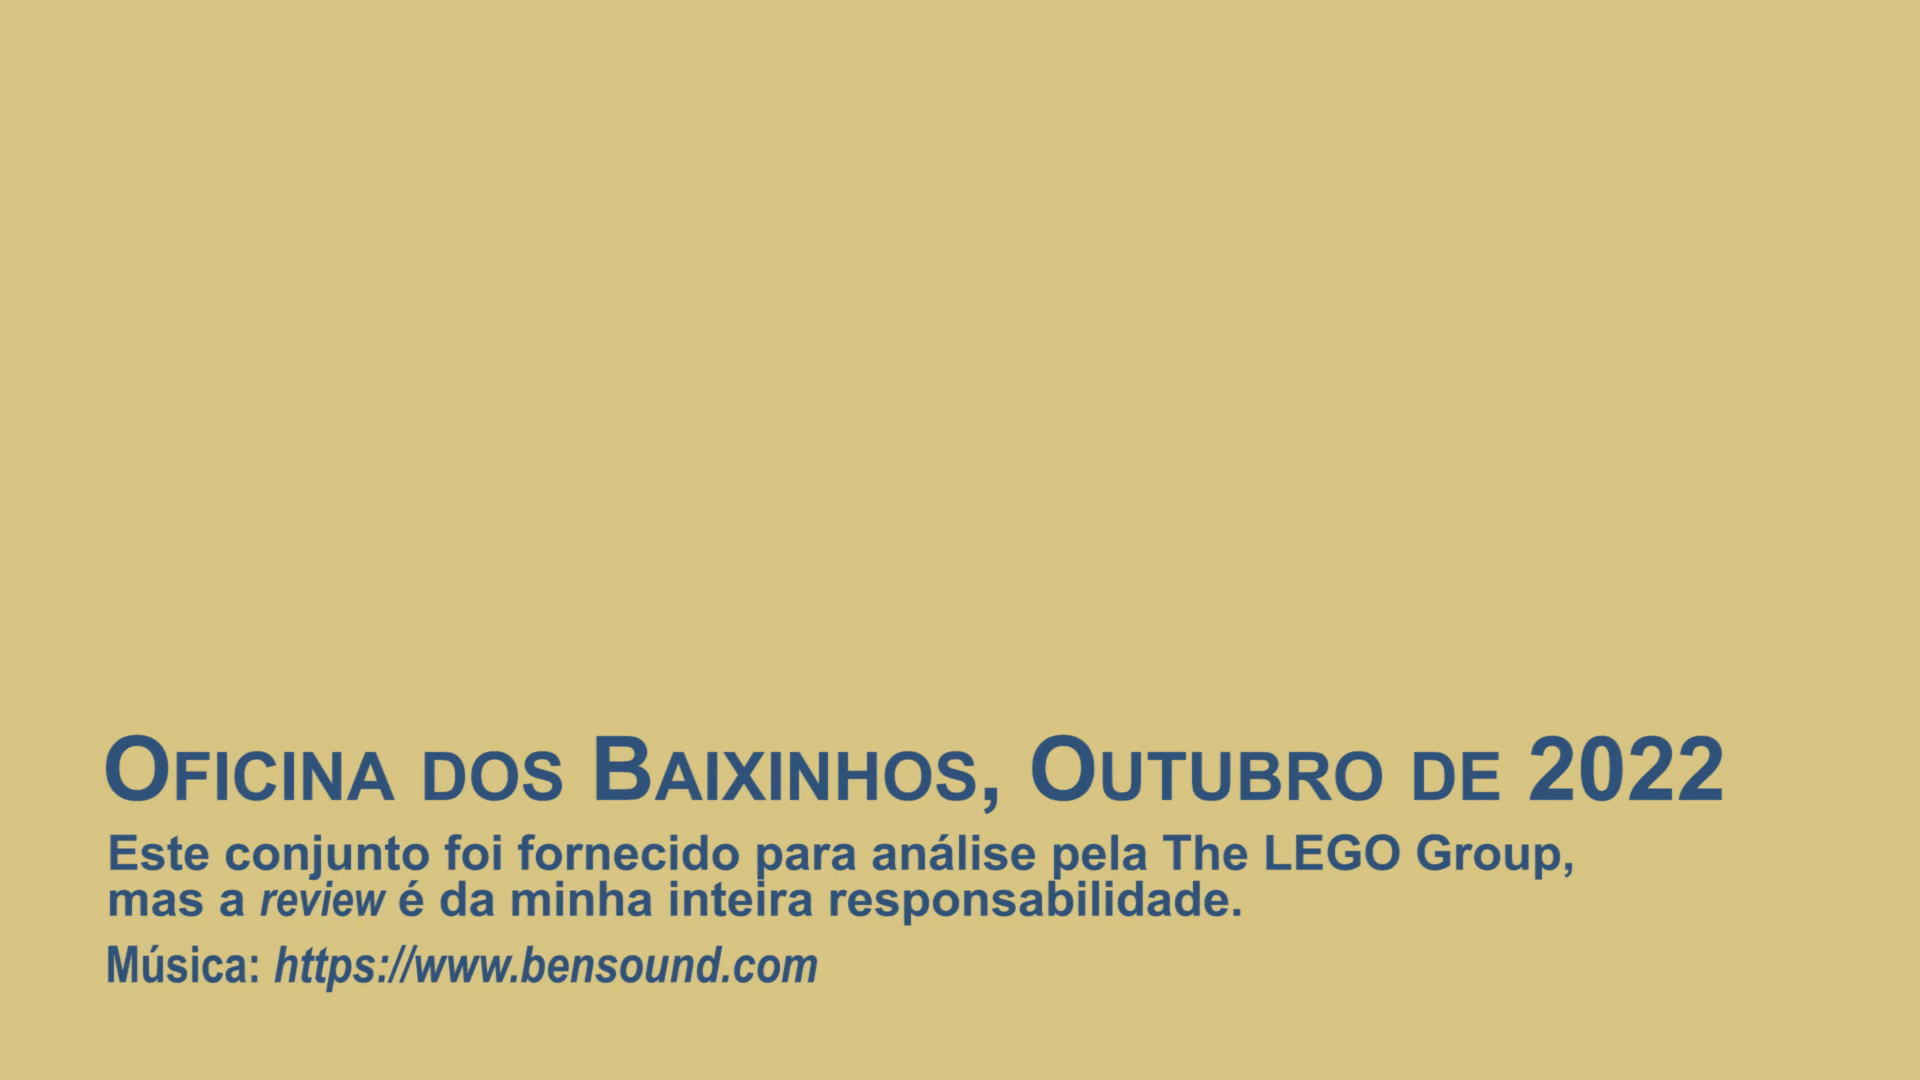 Oficina dos Baixinhos, Outubro de 2022
Este conjunto foi fornecido para análise pela The LEGO Group,
mas a review é da minha inteira responsabilidade.
Música: https://www.bensound.com